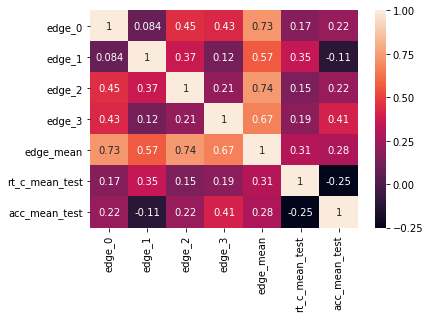 edge_0 1 0.084 0.45 0.43 0.73 0.17 0.22
edge_1 0.084 1 0.37 0.12 0.57 0.35 -0.11
edge_2 0.45 0.37 1 0.21 0.74 0.15 0.22
edge_3 0.43 0.12 0.21 1 0.67 0.19 0.41
edge_mean 0.73 0.57 0.74 0.67 1 0.31 0.28
rt_c_mean_test 0.17 0.35 0.15 0.19 0.31 1 -0.25
acc_mean_test 0.22 -0.11 0.22 0.41 0.28 -0.25 1
edge_0
edge_1
edge_2
edge_3
edge_mean
rt_c_mean_test
acc_mean_test
1.00
0.75
0.50
0.25
0.00
−0.25